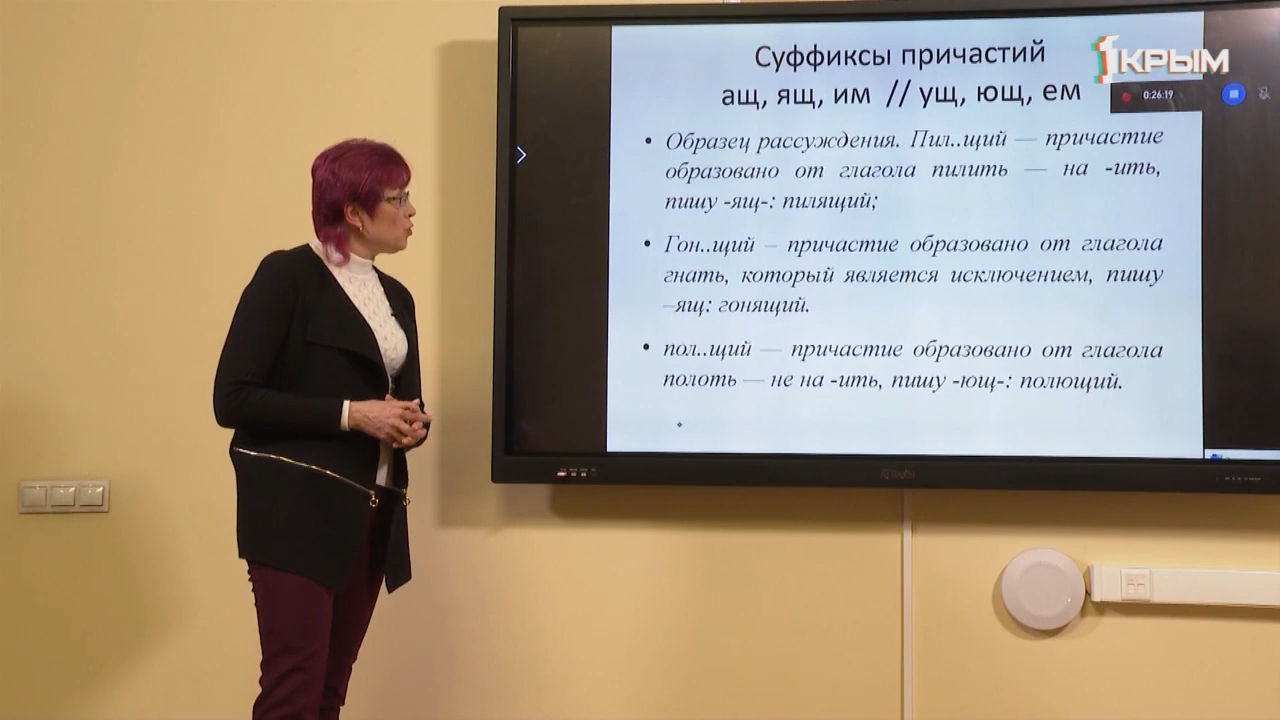 Суффиксы причастий
ащ, ящ, им // ущ, ющ, ем
1КРЫМ
0:26:19
• Образец рассуждения. Пил..щий — причастие
образовано от глагола пилить — на -ить,
пишу -ящ-: пилящий;
• Гон..щий – причастие образовано от глагола
гнать, который является исключением, пишу
–ящ: гонящий.
• пол..щий — причастие образовано от глагола
полоть — не на -ить, пишу -ющ-: полющий.